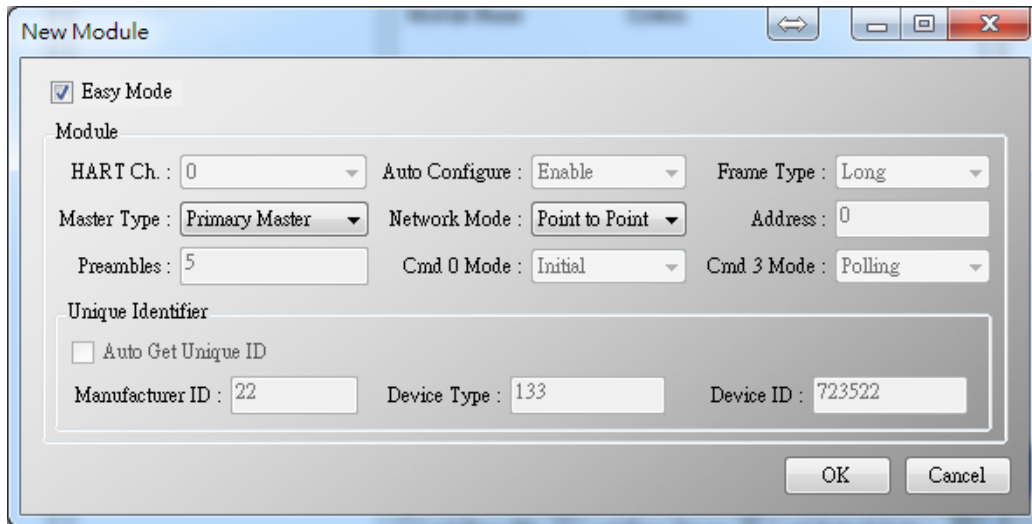 New Module
Easy Mode
Module
HART Ch. : 0 Auto Configure : Enable Frame Type : Long
Master Type : Primary Master Network Mode : Point to Point Address : 0
Preambles : 5 Cmd 0 Mode : Initial Cmd 3 Mode : Polling
Unique Identifier
Auto Get Unique ID
Manufacturer ID : 22 Device Type : 133 Device ID : 723522
OK Cancel